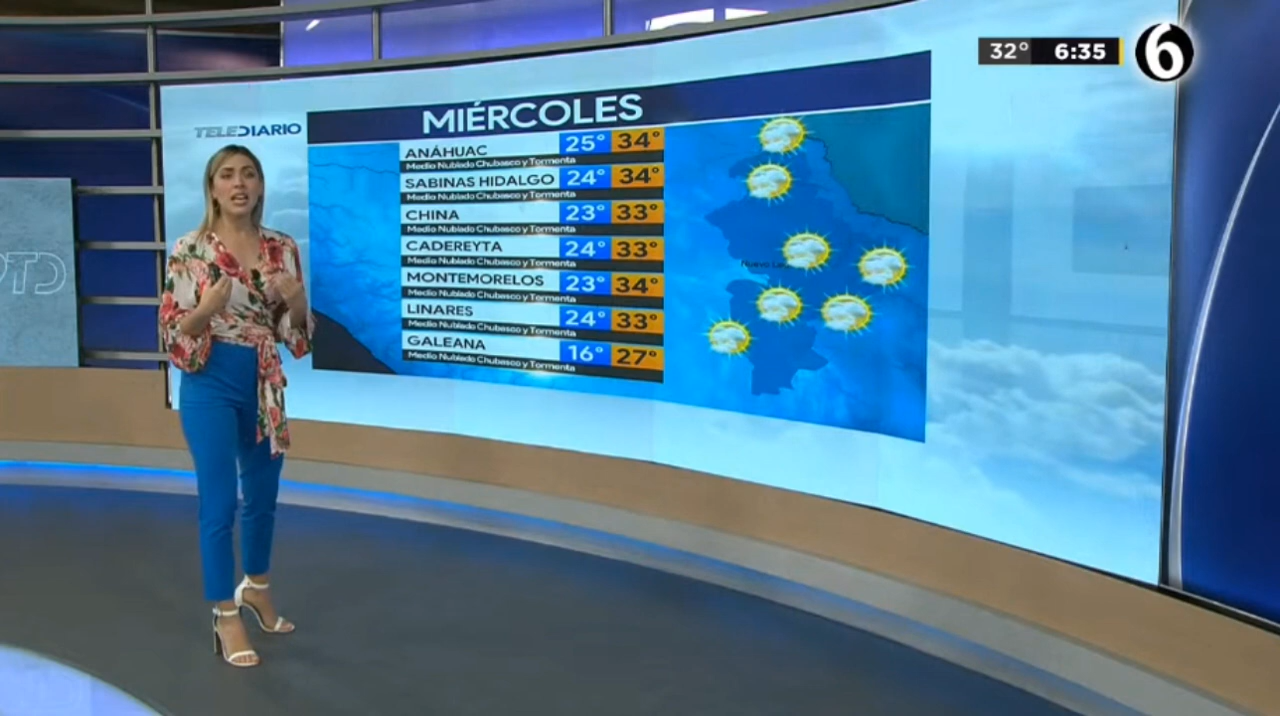 32° 6:35 6
TELEDIARIO
MIÉRCOLES
ANÁHUAC 25° 34°
Medio Nublado Chubasco y Tormenta
SABINAS HIDALGO 24° 34°
Medio Nublado Chubasco y Tormenta
CHINA 23° 33°
Medio Nublado Chubasco y Tormenta
CADEREYTA 24° 33°
Medio Nublado Chubasco y Tormenta
MONTEMORELOS 23° 34°
Medio Nublado Chubasco y Tormenta
LINARES 24° 33°
Medio Nublado Chubasco y Tormenta
GALEANA 16° 27°
Medio Nublado Chubasco y Tormenta
Nuevo